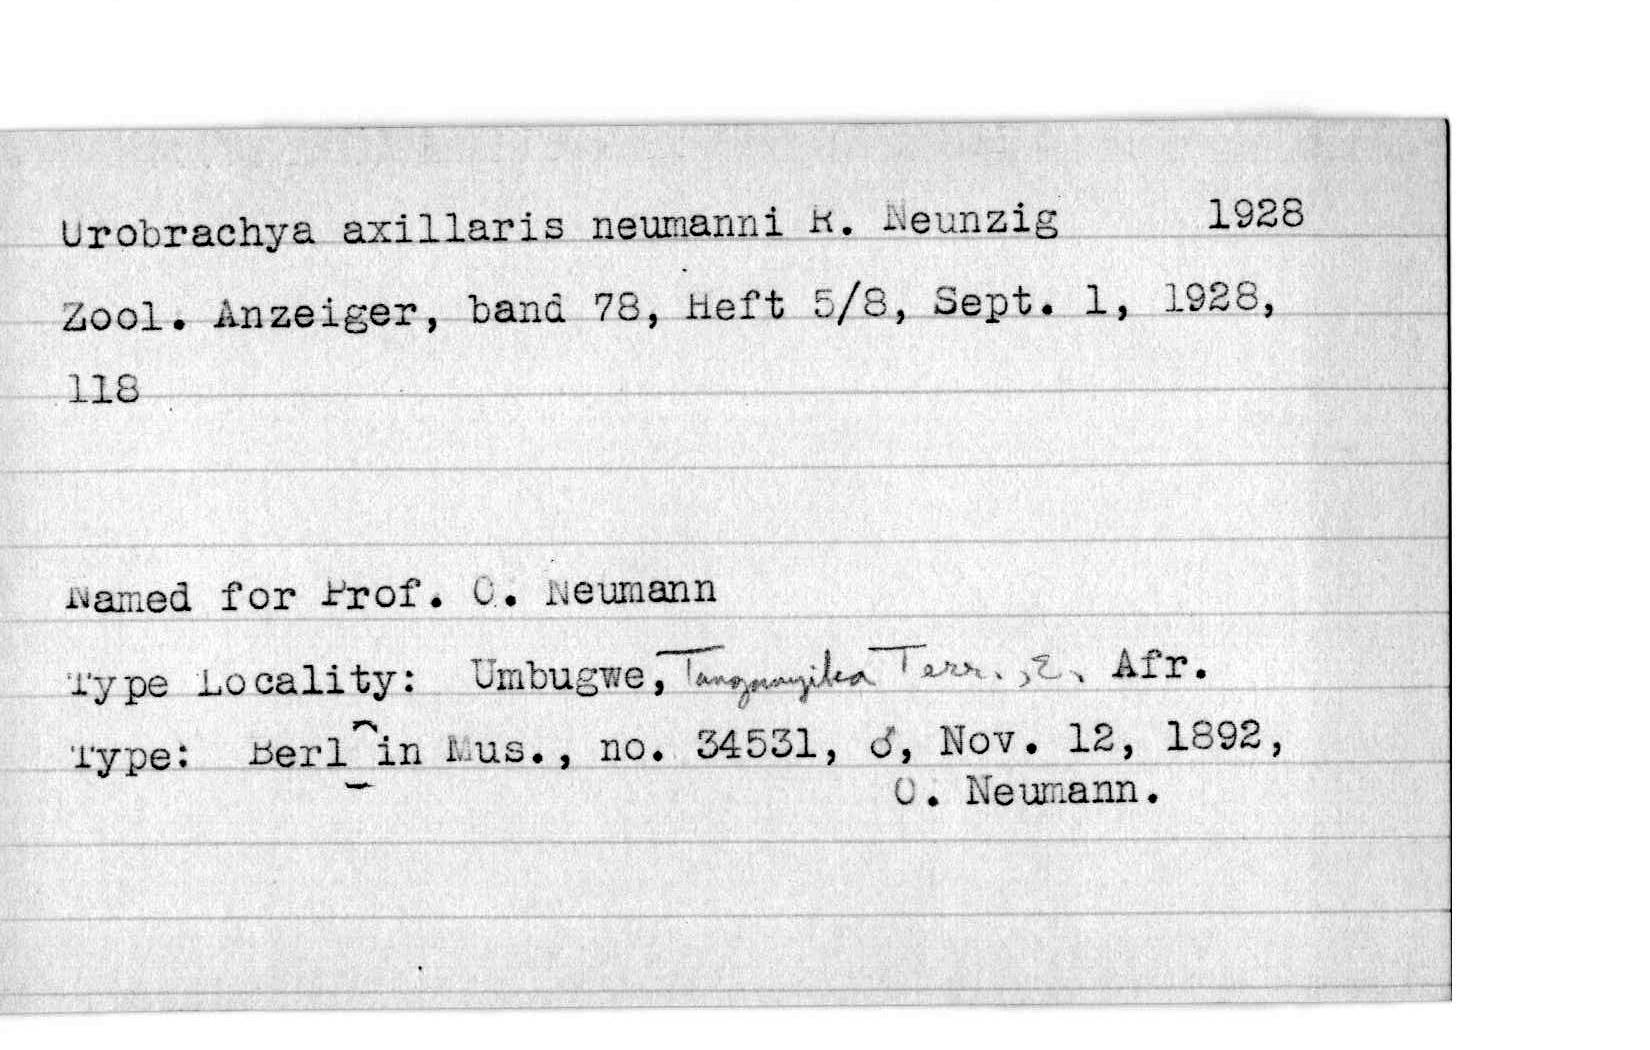 Urobrachya axillaris neumanni R. Neunzig 1928
Zool. Anzeiger, band 78, Heft 5/8, Sept. 1, 1928,
118
Named for Prof. O. Neumann
Type Locality: Umbugwe, Tanganyika Terr., E. Afr.
Type: Berlin Mus., no. 34531, ♂, Nov. 12, 1892,
O. Neumann.